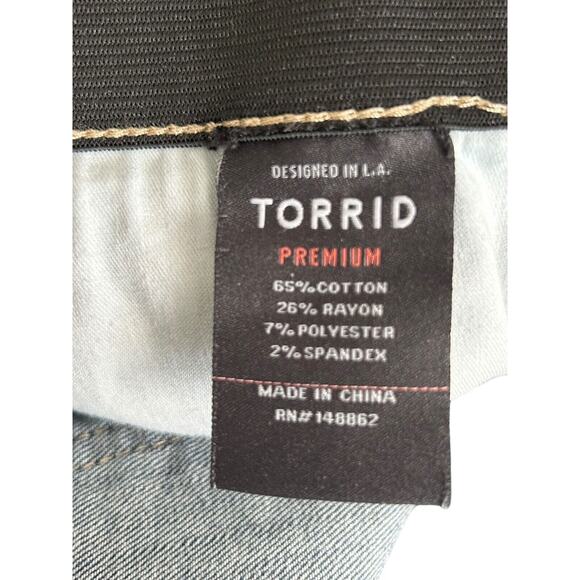 DESIGNED IN L.A.
TORRID
PREMIUM
65% COTTON
26% RAYON
7% POLYESTER
2% SPANDEX
MADE IN CHINA
RN# 148862